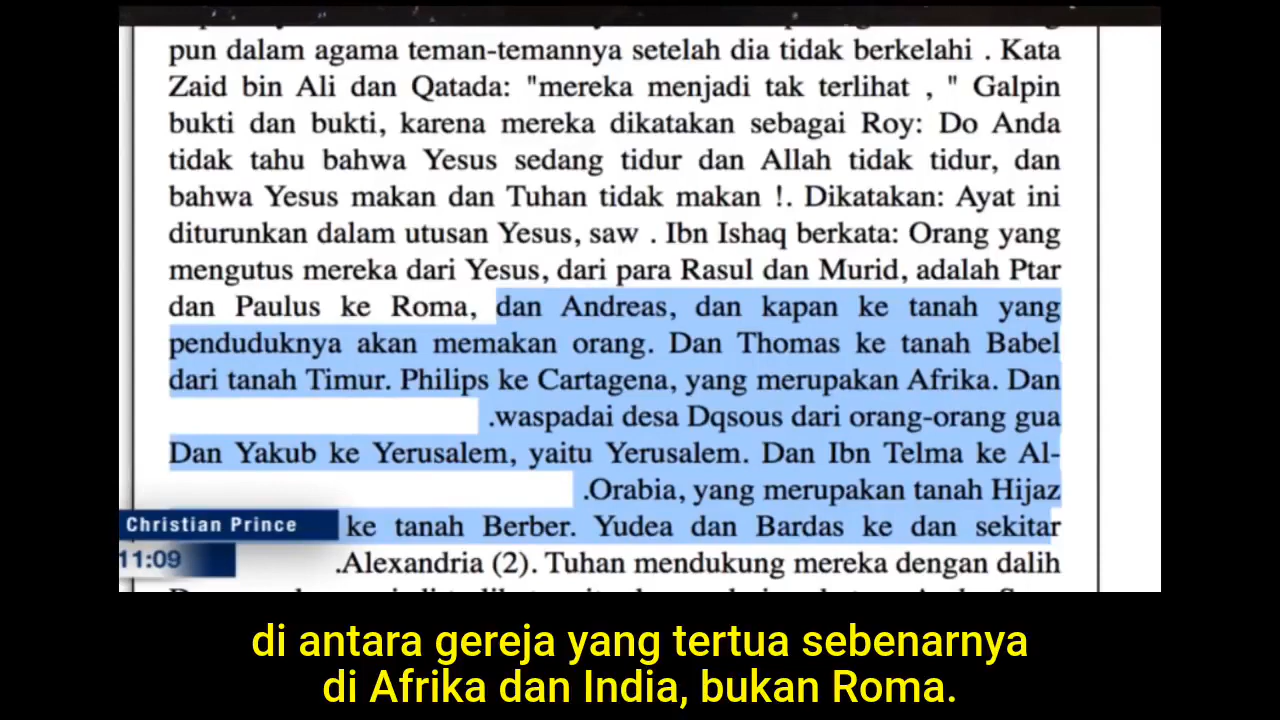 pun dalam agama teman-temannya setelah dia tidak berkelahi . Kata
Zaid bin Ali dan Qatada: "mereka menjadi tak terlihat , " Galpin
bukti dan bukti, karena mereka dikatakan sebagai Roy: Do Anda
tidak tahu bahwa Yesus sedang tidur dan Allah tidak tidur, dan
bahwa Yesus makan dan Tuhan tidak makan !. Dikatakan: Ayat ini
diturunkan dalam utusan Yesus, saw . Ibn Ishaq berkata: Orang yang
mengutus mereka dari Yesus, dari para Rasul dan Murid, adalah Ptar
dan Paulus ke Roma, dan Andreas, dan kapan ke tanah yang
penduduknya akan memakan orang. Dan Thomas ke tanah Babel
dari tanah Timur. Philips ke Cartagena, yang merupakan Afrika. Dan
.waspadai desa Dqsous dari orang-orang gua
Dan Yakub ke Yerusalem, yaitu Yerusalem. Dan Ibn Telma ke Al-
.Orabia, yang merupakan tanah Hijaz
ke tanah Berber. Yudea dan Bardas ke dan sekitar
.Alexandria (2). Tuhan mendukung mereka dengan dalih
Christian Prince
11:09
di antara gereja yang tertua sebenarnya
di Afrika dan India, bukan Roma.